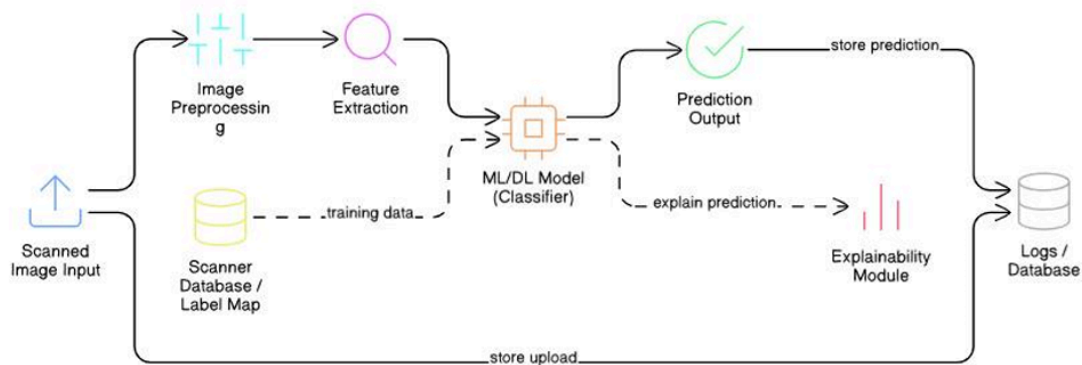 store prediction
Image
Preprocessin
g
Feature
Extraction
Prediction
Output
ML/DL Model
(Classifier)
training data
explain prediction
Scanned
Image Input
Scanner
Database /
Label Map
Explainability
Module
Logs /
Database
store upload